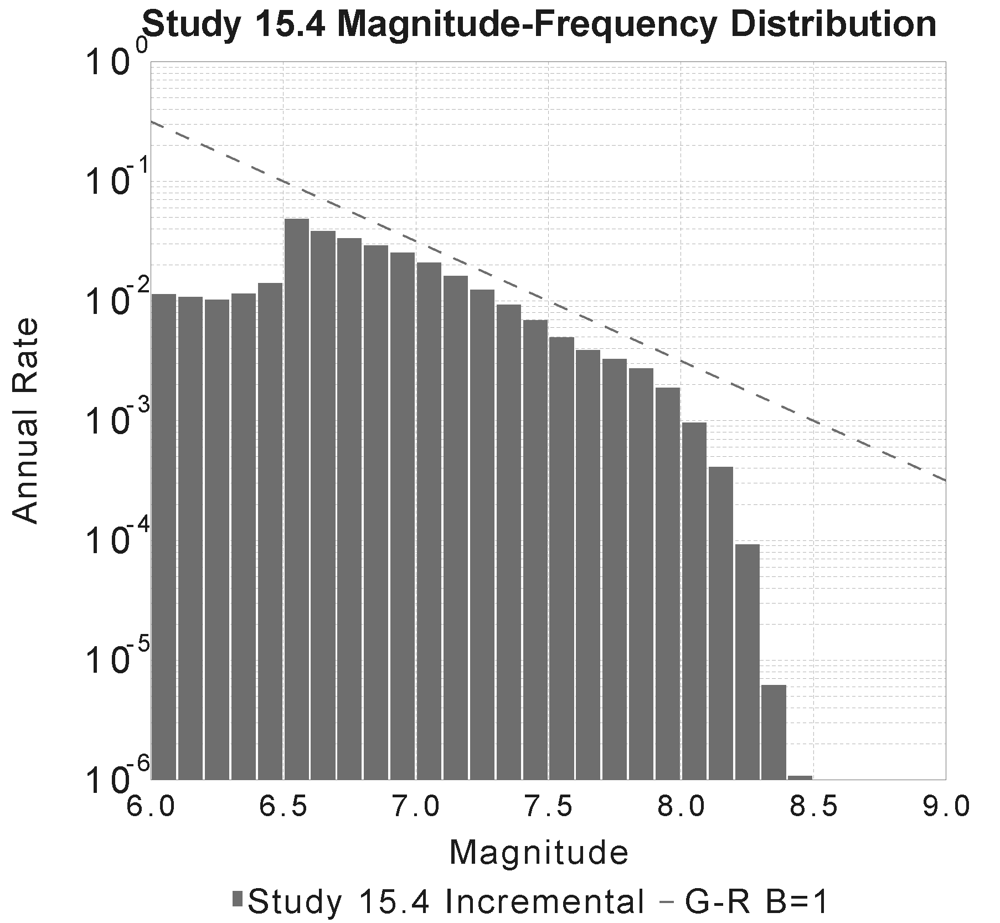 Study 15.4 Magnitude-Frequency Distribution
10^0
10^-1
10^-2
10^-3
10^-4
10^-5
10^-6
Annual Rate
6.0 6.5 7.0 7.5 8.0 8.5 9.0
Magnitude
Study 15.4 Incremental G-R B=1